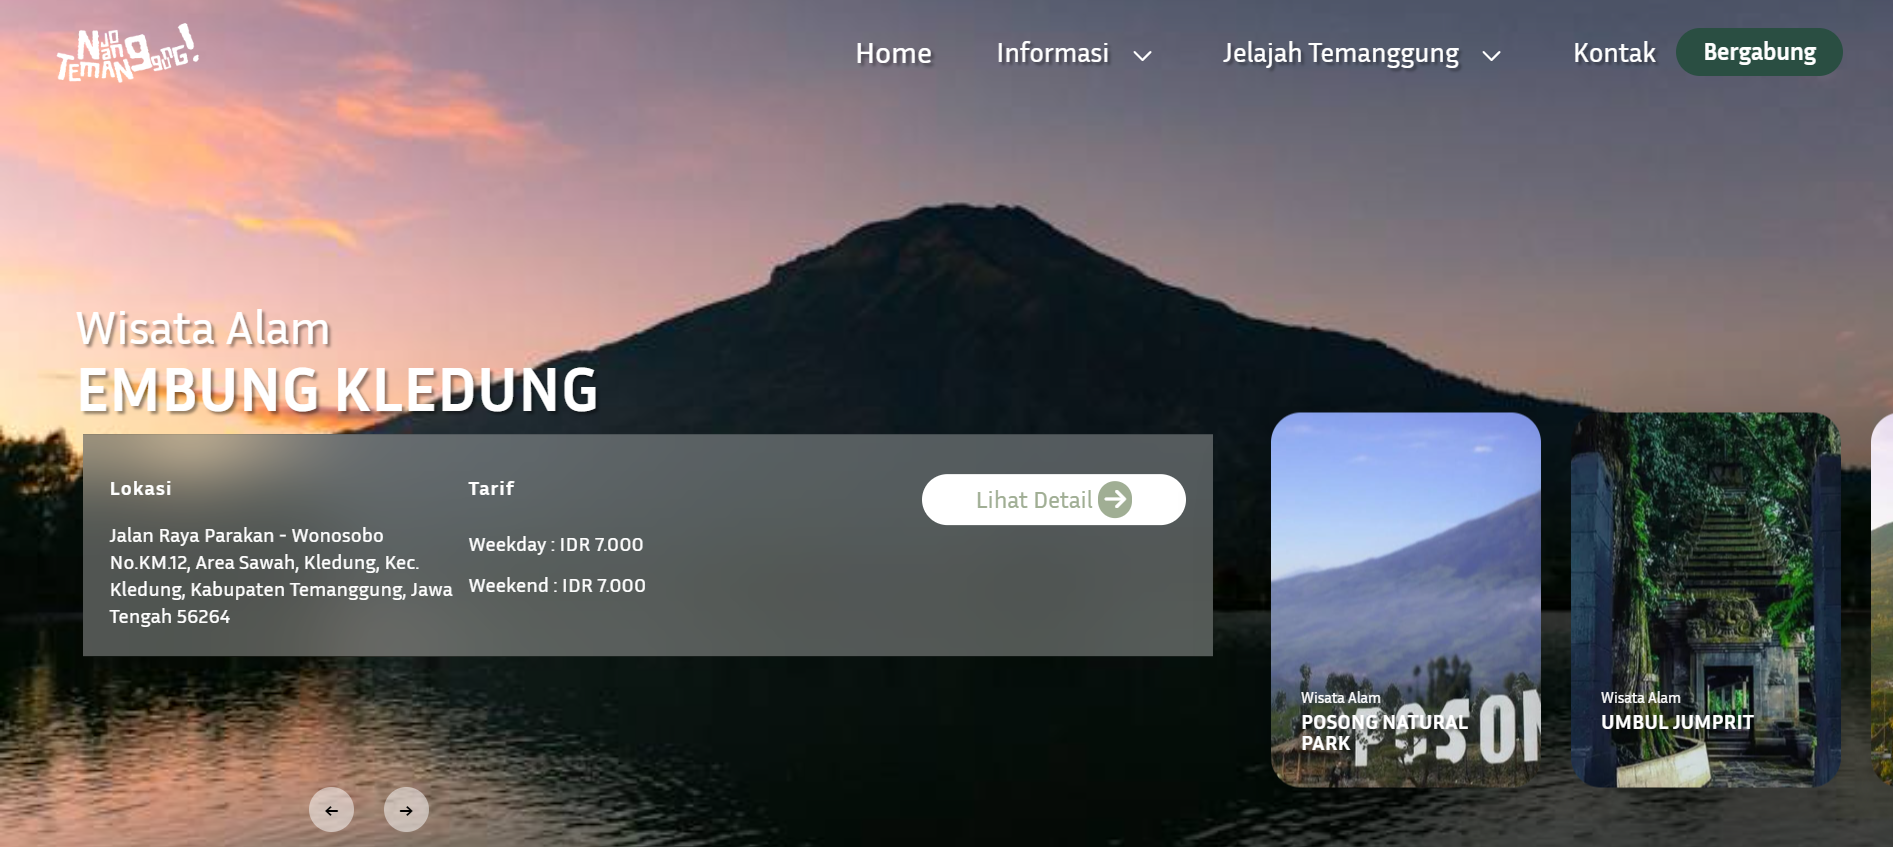 Njo
nang
TEMANggunG!
Home
Informasi
Jelajah Temanggung
Kontak
Bergabung
Wisata Alam
EMBUNG KLEDUNG
Lokasi
Jalan Raya Parakan - Wonosobo
No.KM.12, Area Sawah, Kledung, Kec.
Kledung, Kabupaten Temanggung, Jawa
Tengah 56264
Tarif
Weekday : IDR 7.000
Weekend : IDR 7.000
Lihat Detail
Wisata Alam
POSONG NATURAL
PARK
POSON
Wisata Alam
UMBUL JUMPRIT